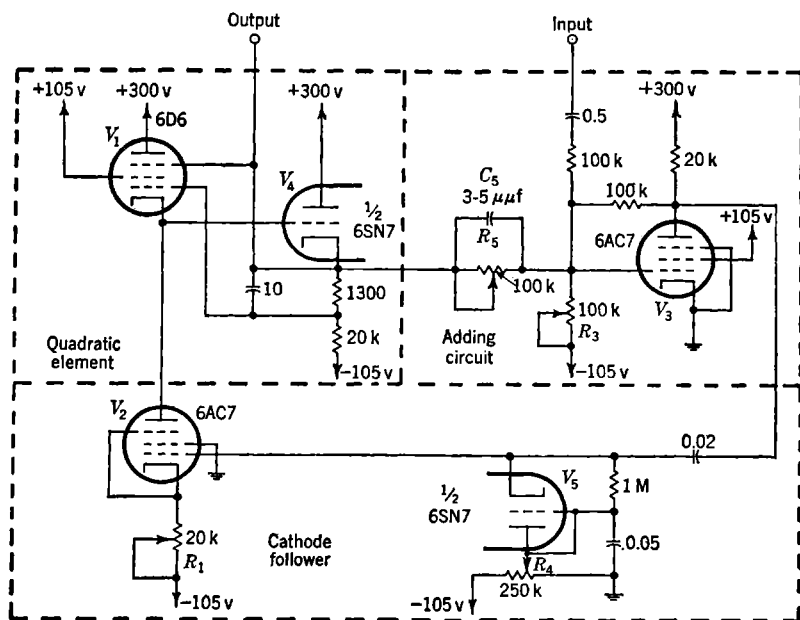 Output
Input
+105 v
+300 v
6D6
V1
+300 v
V4
1/2
6SN7
10
1300
20 k
-105 v
Quadratic
element
C5
3-5 μμf
R5
100 k
0.5
100 k
100k
+300 v
20 k
+105 v
6AC7
V3
100 k
R3
-105 v
Adding
circuit
V2
6AC7
20 k
R1
-105 v
Cathode
follower
1/2
6SN7
V5
0.02
1 M
0.05
R4
250 k
-105 v